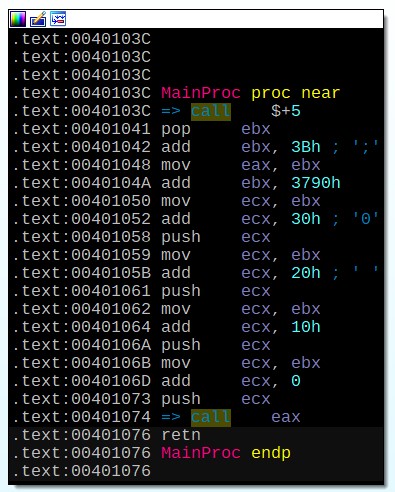 .text:0040103C
.text:0040103C
.text:0040103C
.text:0040103C MainProc proc near
.text:0040103C => call $+5
.text:00401041 pop ebx
.text:00401042 add ebx, 3Bh ; ';'
.text:00401048 mov eax, ebx
.text:0040104A add ebx, 3790h
.text:00401050 mov ecx, ebx
.text:00401052 add ecx, 30h ; '0'
.text:00401058 push ecx
.text:00401059 mov ecx, ebx
.text:0040105B add ecx, 20h ; ' '
.text:00401061 push ecx
.text:00401062 mov ecx, ebx
.text:00401064 add ecx, 10h
.text:0040106A push ecx
.text:0040106B mov ecx, ebx
.text:0040106D add ecx, 0
.text:00401073 push ecx
.text:00401074 => call eax
.text:00401076 retn
.text:00401076 MainProc endp
.text:00401076